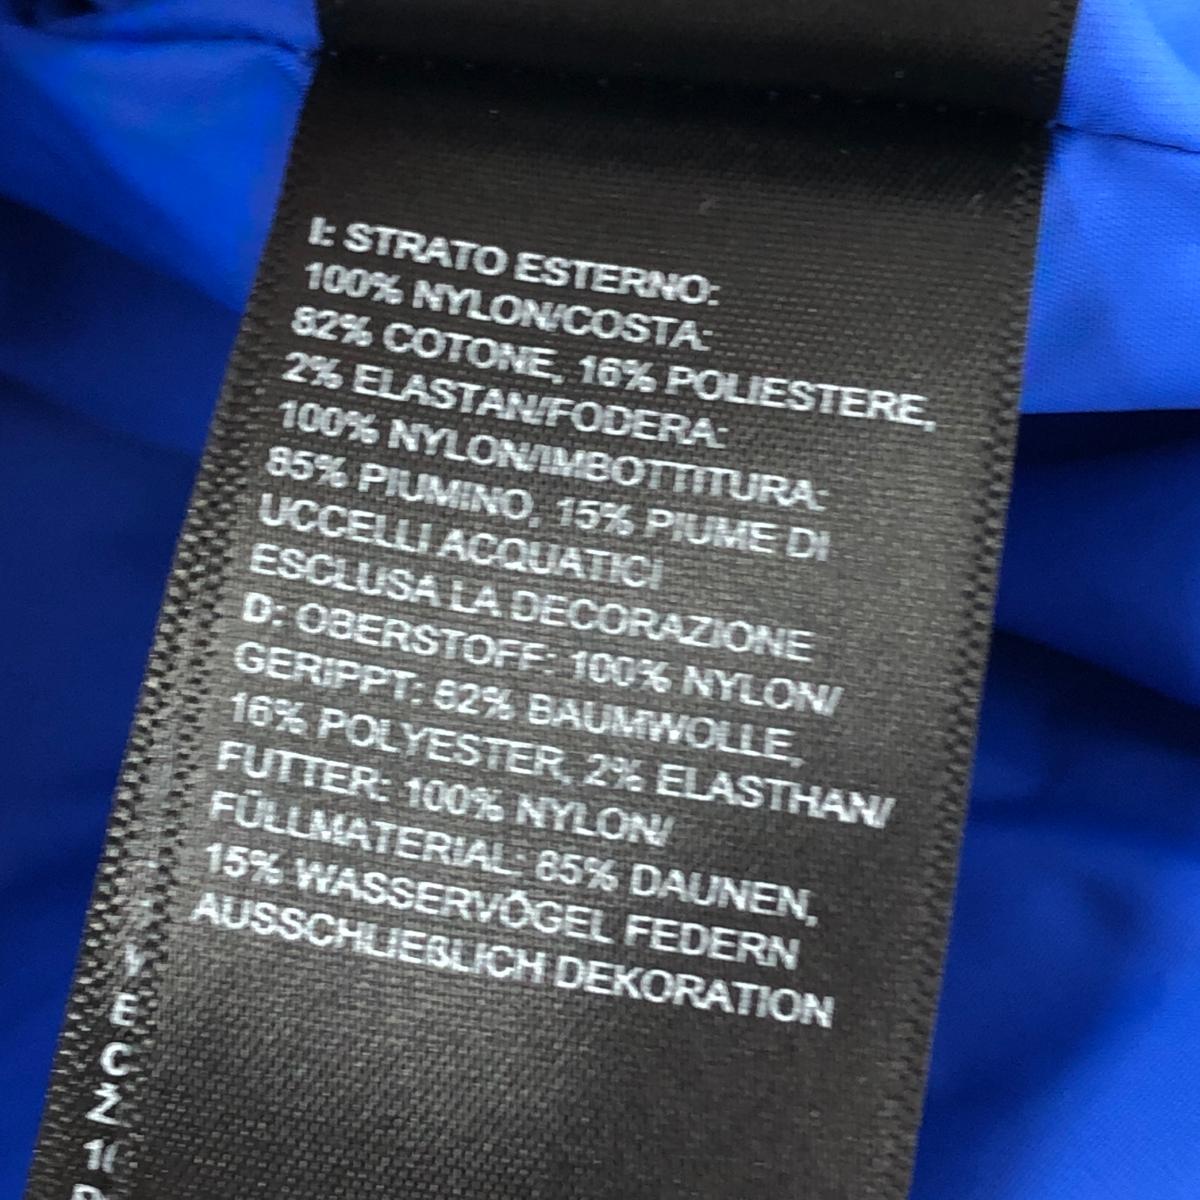 I: STRATO ESTERNO:
100% NYLON/COSTA:
82% COTONE, 16% POLIESTERE,
2% ELASTAN/FODERA:
100% NYLON/IMBOTTITURA:
85% PIUMINO, 15% PIUME DI
UCCELLI ACQUATICI
ESCLUSA LA DECORAZIONE
D: OBERSTOFF: 100% NYLON/
GERIPPT: 82% BAUMWOLLE,
16% POLYESTER, 2% ELASTHAN/
FUTTER: 100% NYLON/
FÜLLMATERIAL: 85% DAUNEN,
15% WASSERVÖGEL FEDERN
AUSSCHLIEßLICH DEKORATION
Y
E
C
Ž